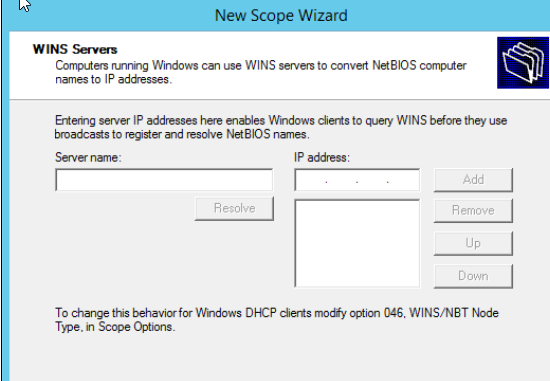 New Scope Wizard
WINS Servers
Computers running Windows can use WINS servers to convert NetBIOS computer
names to IP addresses.
Entering server IP addresses here enables Windows clients to query WINS before they use
broadcasts to register and resolve NetBIOS names.
Server name:
IP address:
Add
Resolve
Remove
Up
Down
To change this behavior for Windows DHCP clients modify option 046, WINS/NBT Node
Type, in Scope Options.